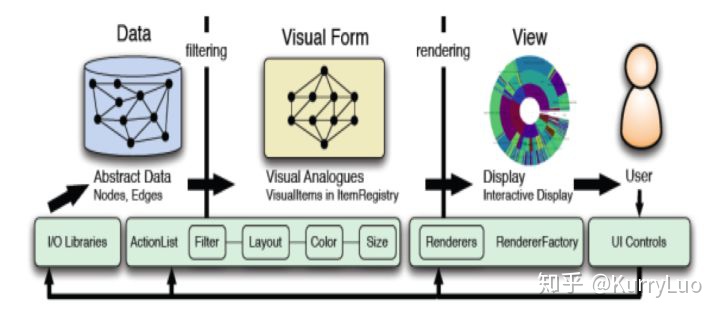 Data
filtering
Visual Form
rendering
View
Abstract Data
Nodes, Edges
Visual Analogues
VisualItems in ItemRegistry
Display
Interactive Display
User
I/O Libraries
ActionList
Filter
Layout
Color
Size
Renderers
RendererFactory
UI Controls
知乎 @KurryLuo